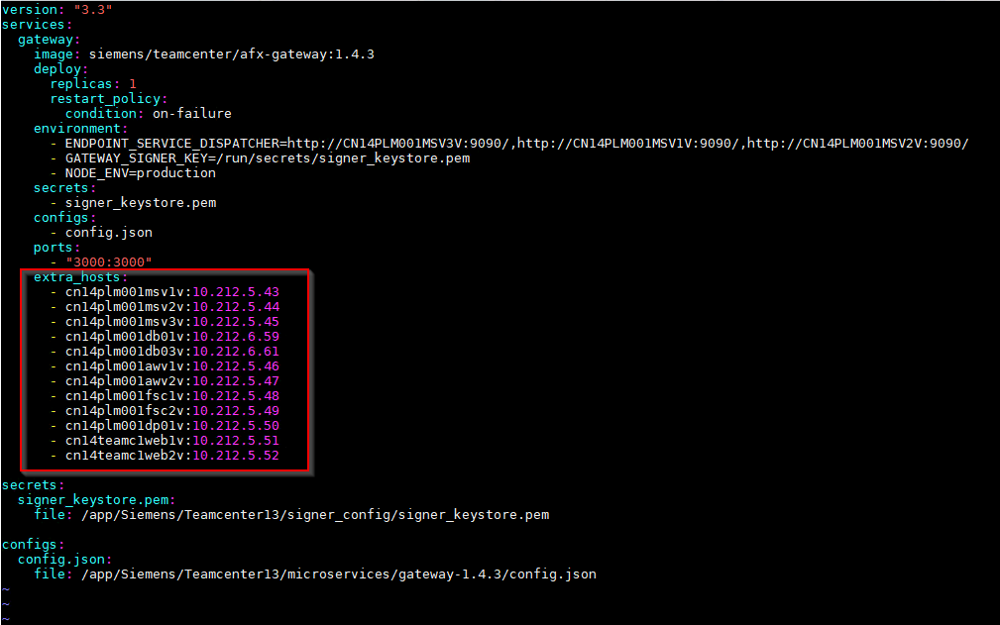 version: "3.3"
services:
  gateway:
    image: siemens/teamcenter/afx-gateway:1.4.3
    deploy:
      replicas: 1
      restart_policy:
        condition: on-failure
    environment:
      - ENDPOINT_SERVICE_DISPATCHER=http://CN14PLM001MSV3V:9090/,http://CN14PLM001MSV1V:9090/,http://CN14PLM001MSV2V:9090/
      - GATEWAY_SIGNER_KEY=/run/secrets/signer_keystore.pem
      - NODE_ENV=production
    secrets:
      - signer_keystore.pem
    configs:
      - config.json
    ports:
      - "3000:3000"
    extra_hosts:
      - cn14plm001msv1v:10.212.5.43
      - cn14plm001msv2v:10.212.5.44
      - cn14plm001msv3v:10.212.5.45
      - cn14plm001db01v:10.212.6.59
      - cn14plm001db03v:10.212.6.61
      - cn14plm001awv1v:10.212.5.46
      - cn14plm001awv2v:10.212.5.47
      - cn14plm001fsc1v:10.212.5.48
      - cn14plm001fsc2v:10.212.5.49
      - cn14plm001dp01v:10.212.5.50
      - cn14teamc1web1v:10.212.5.51
      - cn14teamc1web2v:10.212.5.52
secrets:
  signer_keystore.pem:
    file: /app/Siemens/Teamcenter13/signer_config/signer_keystore.pem
configs:
  config.json:
    file: /app/Siemens/Teamcenter13/microservices/gateway-1.4.3/config.json
~
~
~